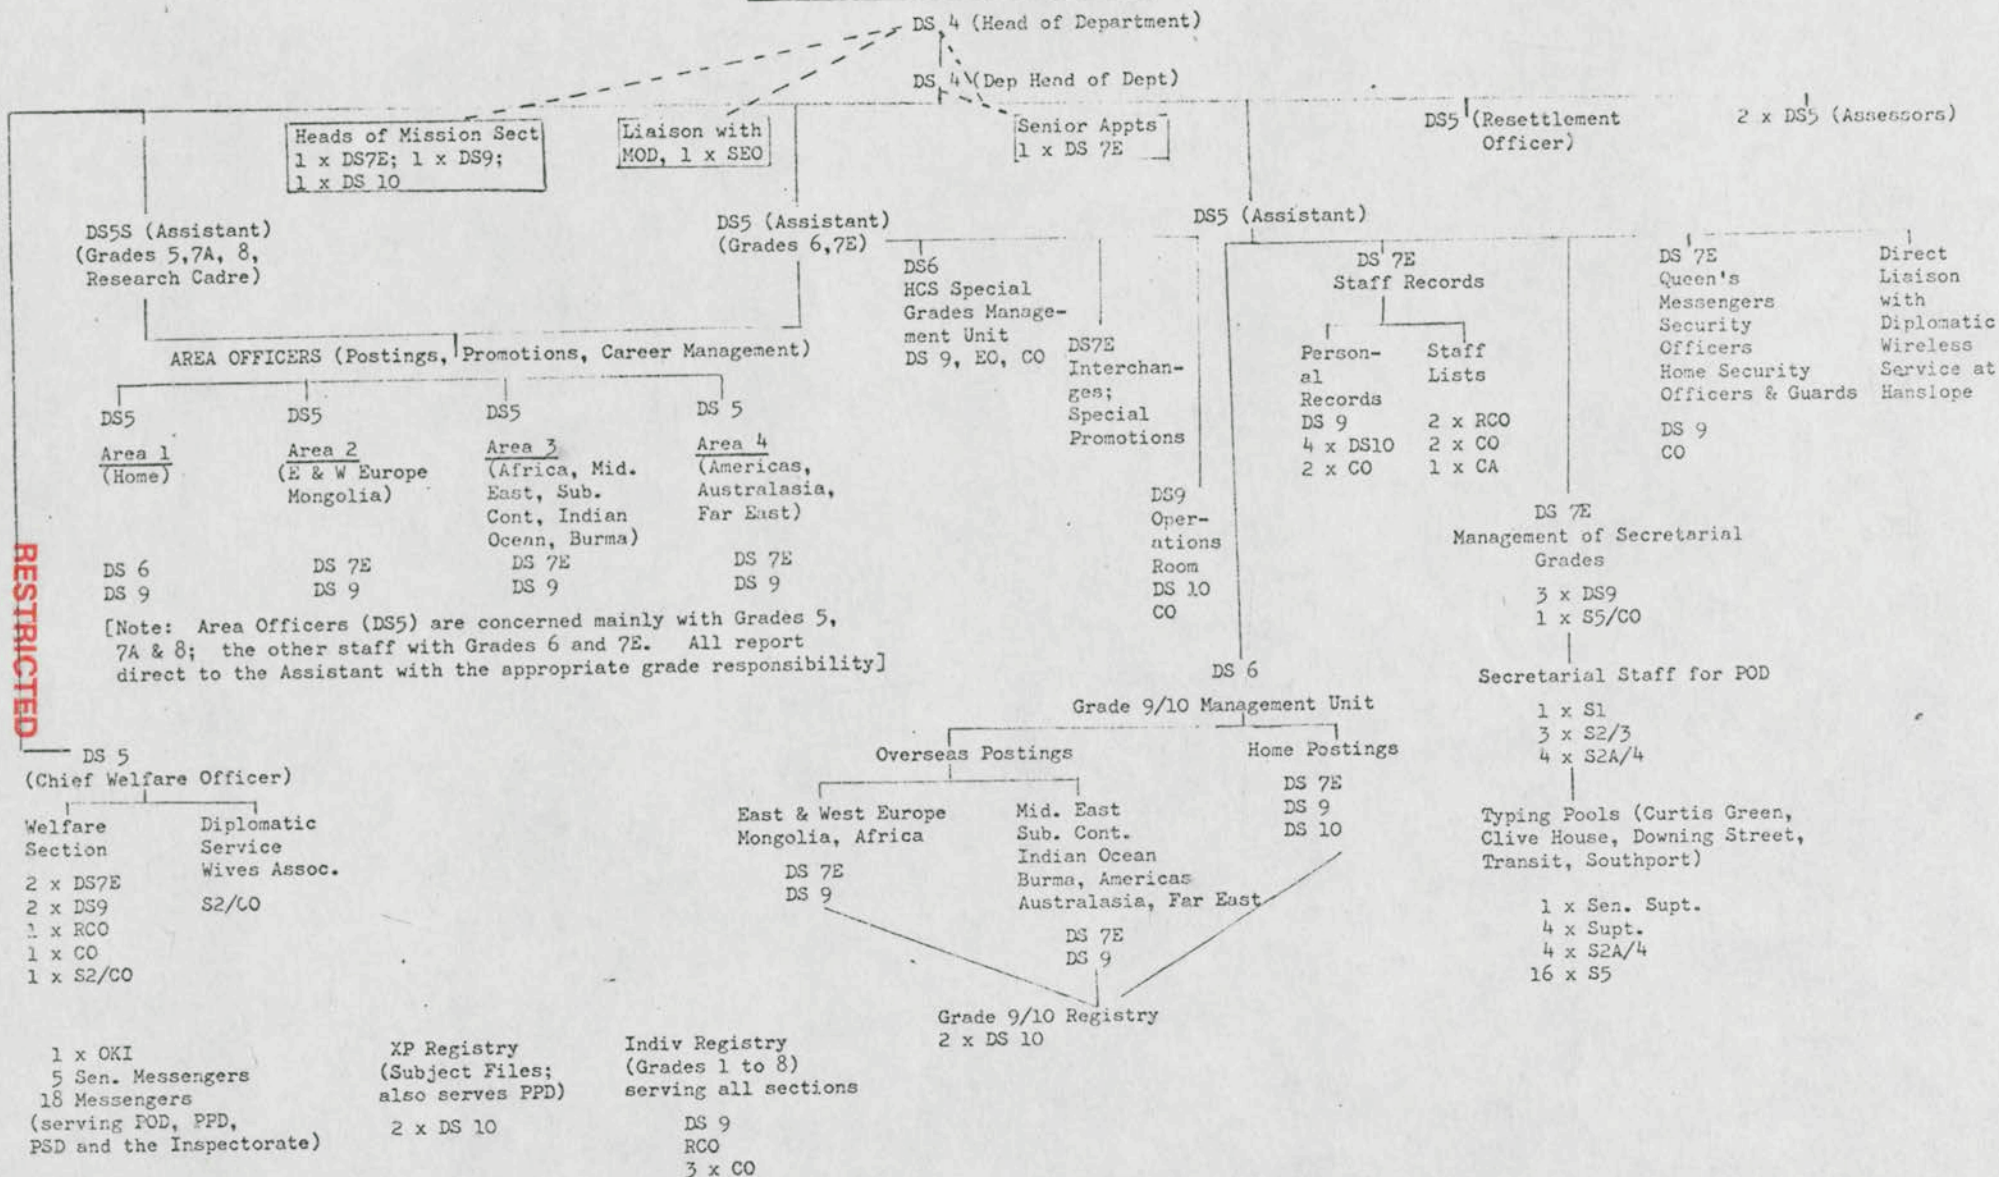 DS 4 (Head of Department)
DS 4 (Dep Head of Dept)
Heads of Mission Sect
1 x DS7E; 1 x DS9;
1 x DS 10
Liaison with
MOD, 1 x SEO
Senior Appts
1 x DS 7E
DS5 (Resettlement
Officer)
2 x DS5 (Assessors)
DS5S (Assistant)
(Grades 5,7A, 8,
Research Cadre)
DS5 (Assistant)
(Grades 6,7E)
DS5 (Assistant)
DS6
HCS Special
Grades Manage-
ment Unit
DS 9, EO, CO
DS7E
Interchan-
ges;
Special
Promotions
DS9
Oper-
ations
Room
DS 10
CO
DS 7E
Staff Records
Person-
al
Records
DS 9
4 x DS10
2 x CO
Staff
Lists
2 x RCO
2 x CO
1 x CA
DS 7E
Queen's
Messengers
Security
Officers
Home Security
Officers & Guards
DS 9
CO
Direct
Liaison
with
Diplomatic
Wireless
Service at
Hanslope
AREA OFFICERS (Postings, Promotions, Career Management)
DS5
Area 1
(Home)
DS 6
DS 9
DS5
Area 2
(E & W Europe
Mongolia)
DS 7E
DS 9
DS5
Area 3
(Africa, Mid.
East, Sub.
Cont, Indian
Ocean, Burma)
DS 7E
DS 9
DS 5
Area 4
(Americas,
Australasia,
Far East)
DS 7E
DS 9
[Note: Area Officers (DS5) are concerned mainly with Grades 5,
7A & 8; the other staff with Grades 6 and 7E. All report
direct to the Assistant with the appropriate grade responsibility]
RESTRICTED
DS 7E
Management of Secretarial
Grades
3 x DS9
1 x S5/CO
Secretarial Staff for POD
1 x S1
3 x S2/3
4 x S2A/4
Typing Pools (Curtis Green,
Clive House, Downing Street,
Transit, Southport)
1 x Sen. Supt.
4 x Supt.
4 x S2A/4
16 x S5
DS 6
Grade 9/10 Management Unit
Overseas Postings
Home Postings
DS 7E
DS 9
DS 10
East & West Europe
Mongolia, Africa
DS 7E
DS 9
Mid. East
Sub. Cont.
Indian Ocean
Burma, Americas
Australasia, Far East
DS 7E
DS 9
Grade 9/10 Registry
2 x DS 10
DS 5
(Chief Welfare Officer)
Welfare
Section
2 x DS7E
2 x DS9
1 x RCO
1 x CO
1 x S2/CO
Diplomatic
Service
Wives Assoc.
S2/CO
1 x OKI
5 Sen. Messengers
18 Messengers
(serving POD, PPD,
PSD and the Inspectorate)
XP Registry
(Subject Files;
also serves PPD)
2 x DS 10
Indiv Registry
(Grades 1 to 8)
serving all sections
DS 9
RCO
3 x CO